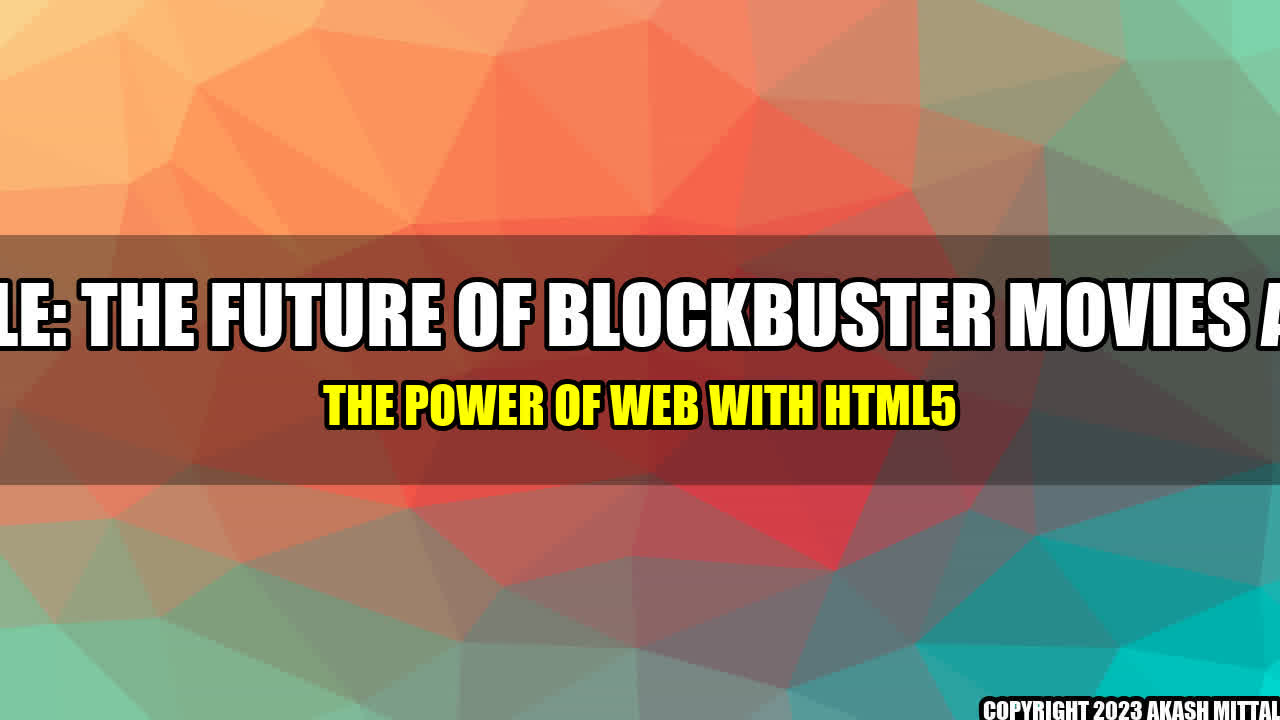 LE: THE FUTURE OF BLOCKBUSTER MOVIES A
THE POWER OF WEB WITH HTML5
COPYRIGHT 2023 AKASH MITTAL